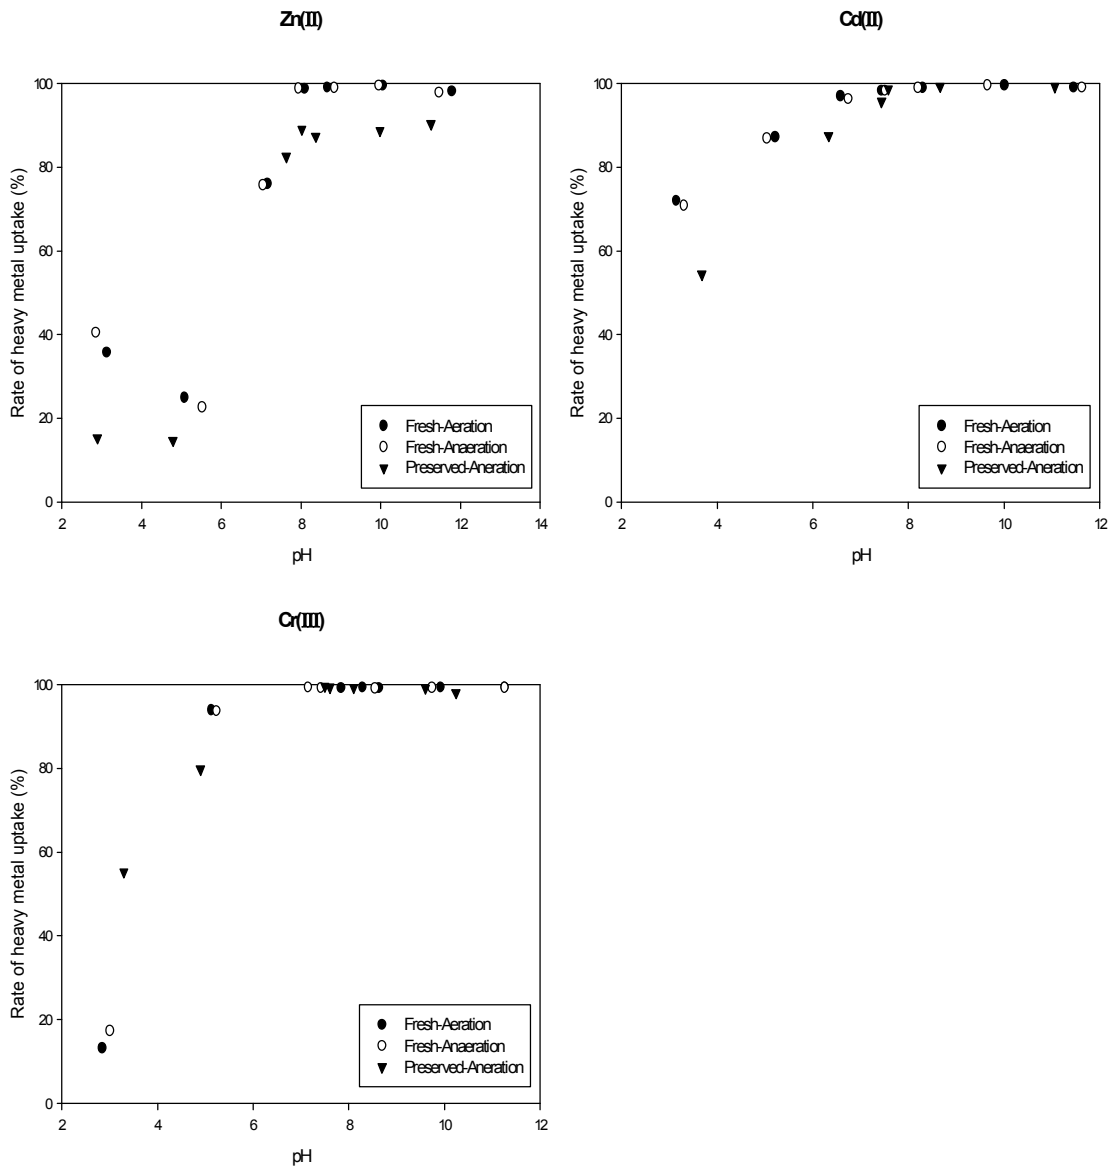 Zn(II)
Rate of heavy metal uptake (%)
100
80
60
40
20
0
2 4 6 8 10 12 14
pH
Fresh-Aeration
Fresh-Anaeration
Preserved-Aneration
Cd(II)
Rate of heavy metal uptake (%)
100
80
60
40
20
0
2 4 6 8 10 12
pH
Fresh-Aeration
Fresh-Anaeration
Preserved-Aneration
Cr(III)
Rate of heavy metal uptake (%)
100
80
60
40
20
0
2 4 6 8 10 12
pH
Fresh-Aeration
Fresh-Anaeration
Preserved-Aneration